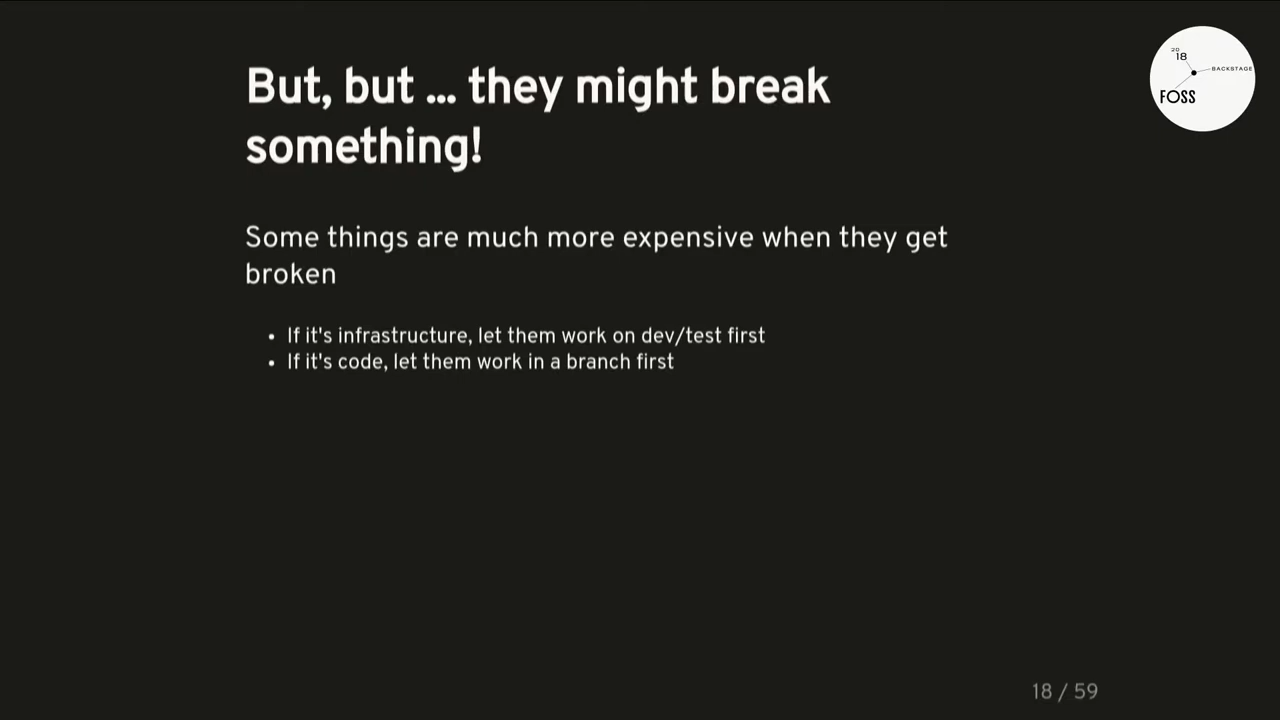 But, but ... they might break
something!
20
18
BACKSTAGE
FOSS
Some things are much more expensive when they get
broken
• If it's infrastructure, let them work on dev/test first
• If it's code, let them work in a branch first
18 / 59